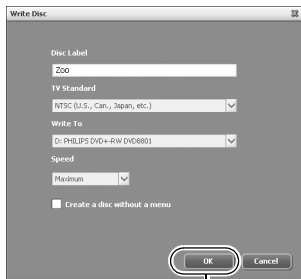 Write Disc
Disc Label
Zoo
TV Standard
NTSC (U.S., Can., Japan, etc.)
Write To
D: PHILIPS DVD+-RW DVD8801
Speed
Maximum
Create a disc without a menu
OK Cancel